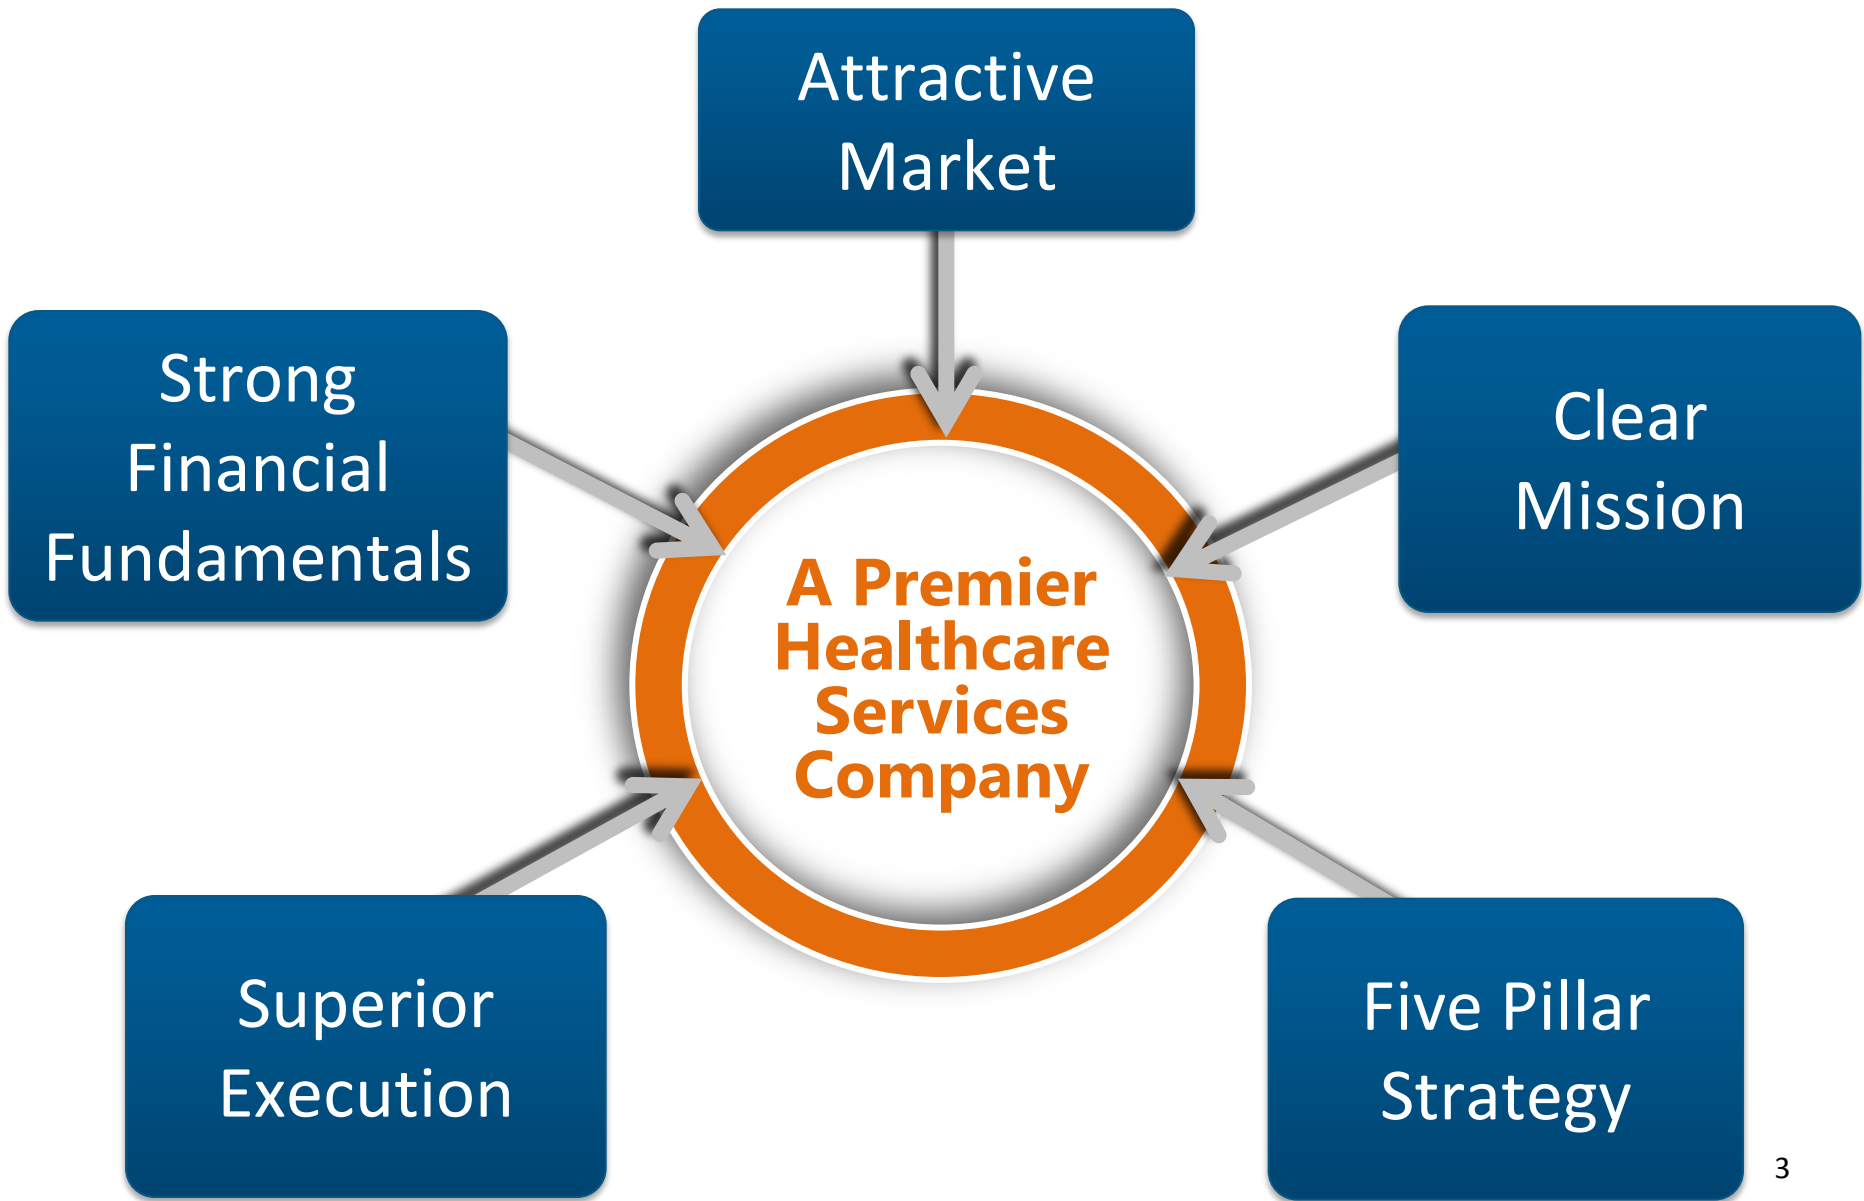 Attractive
Market
Strong
Financial
Fundamentals
Clear
Mission
A Premier
Healthcare
Services
Company
Superior
Execution
Five Pillar
Strategy
3